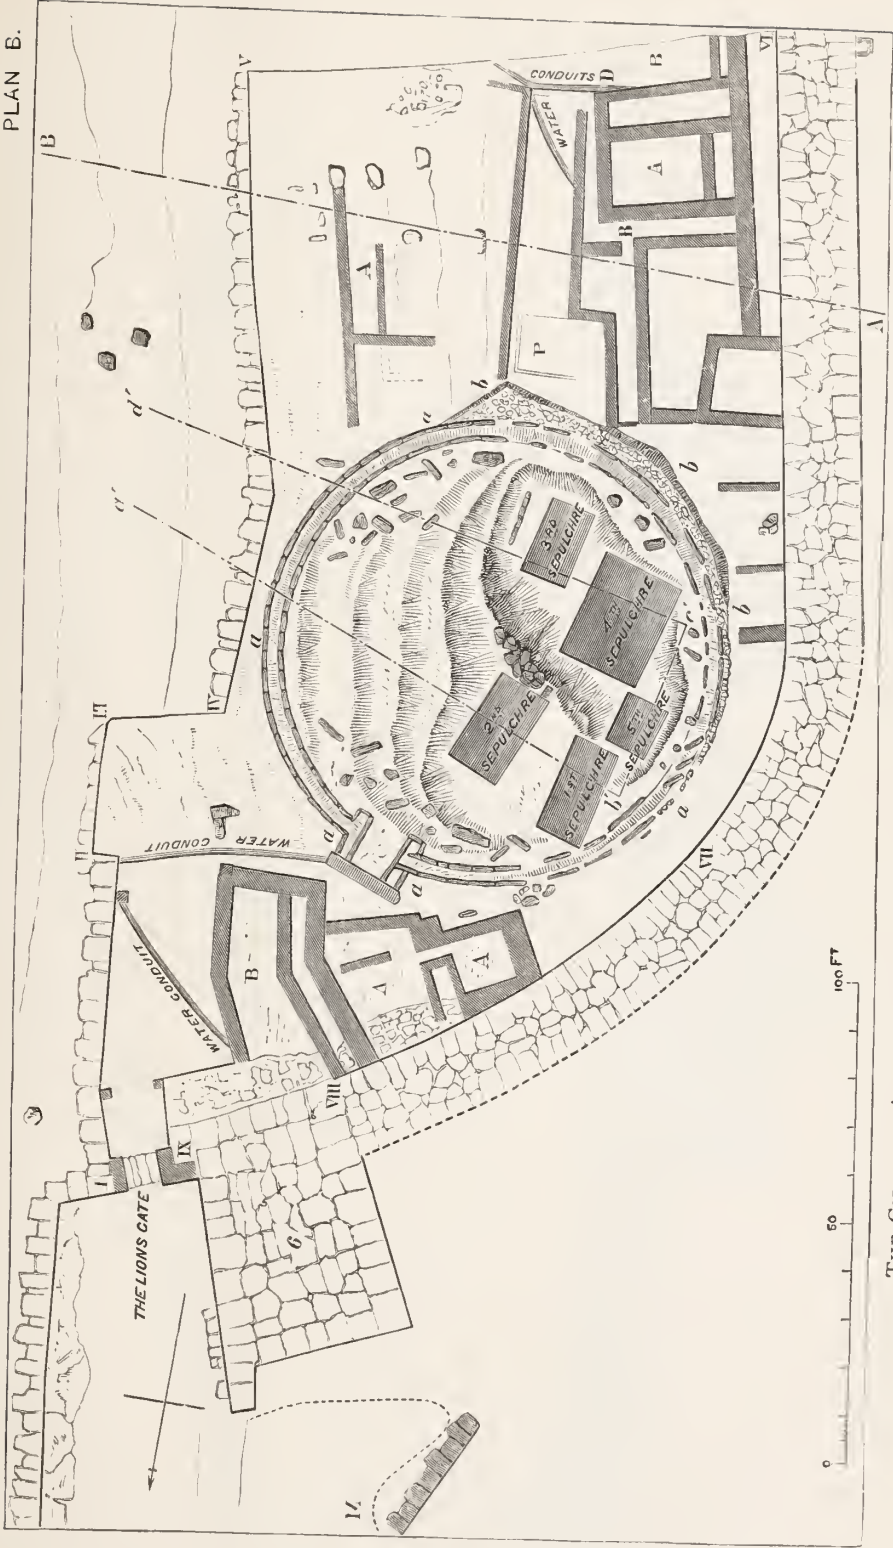 PLAN B.
B
V
CONDUITS
D
B
VI
WATER
A
B
A
P
A
d'
a'
a
b
b
b
a
3RD
SEPULCHRE
4TH
SEPULCHRE
c
5TH
SEPULCHRE
2ND
SEPULCHRE
1ST
SEPULCHRE
b'
a
a
a
III
IV
II
WATER CONDUIT
WATER CONDUIT
B
A
A
VII
VIII
IX
I
THE LIONS GATE
6
0
50
100 FT